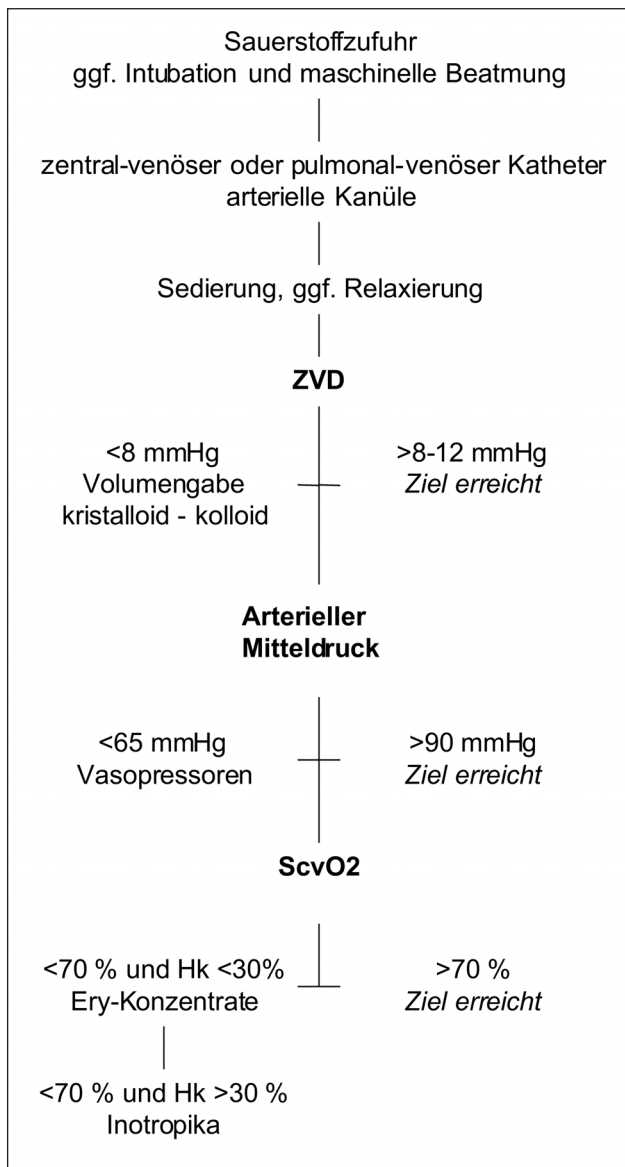 Sauerstoffzufuhr
ggf. Intubation und maschinelle Beatmung
zentral-venöser oder pulmonal-venöser Katheter
arterielle Kanüle
Sedierung, ggf. Relaxierung
ZVD
<8 mmHg
Volumengabe
kristalloid - kolloid
>8-12 mmHg
Ziel erreicht
Arterieller
Mitteldruck
<65 mmHg
Vasopressoren
>90 mmHg
Ziel erreicht
ScvO2
<70 % und Hk <30%
Ery-Konzentrate
>70 %
Ziel erreicht
<70 % und Hk >30 %
Inotropika